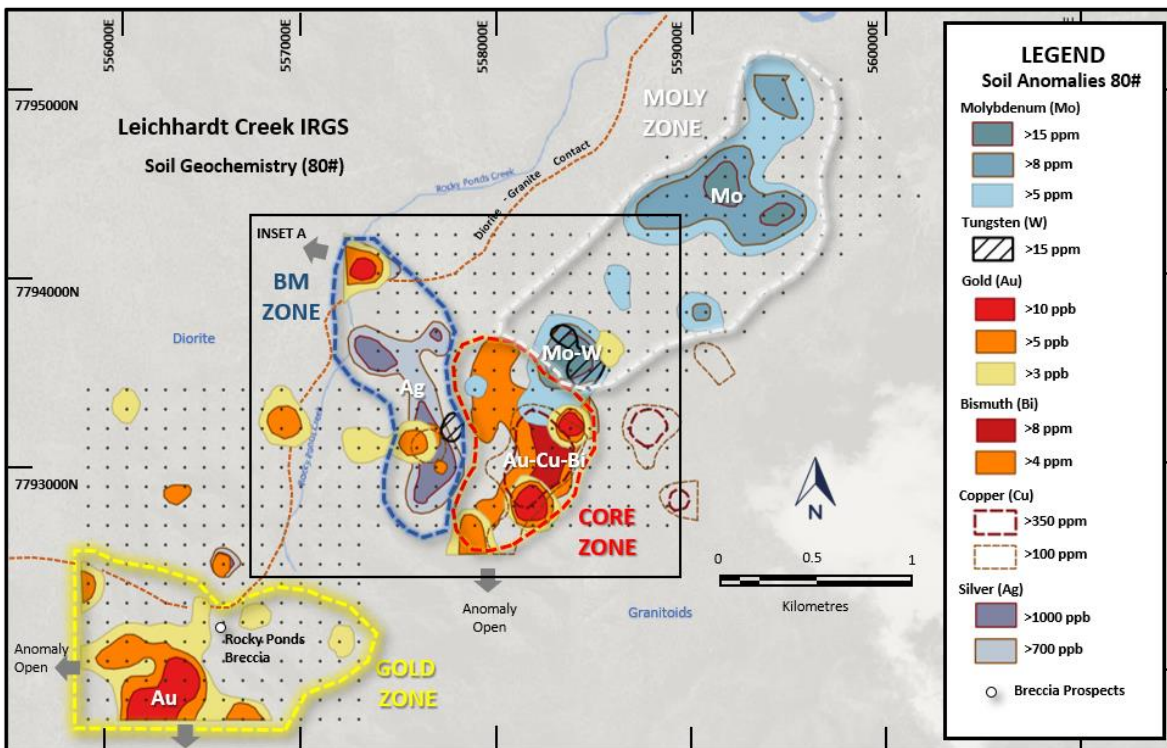 556000E
557000E
558000E
559000E
560000E
7795000N
7794000N
7793000N
Leichhardt Creek IRGS
Soil Geochemistry (80#)
MOLY
ZONE
Rocky Ponds Creek
Diorite - Granite Contact
Mo
INSET A
BM
ZONE
Diorite
Mo-W
Ag
Rocky Ponds Creek
Au-Cu-Bi
CORE
ZONE
N
0 0.5 1
Kilometres
Anomaly
Open
Granitoids
Rocky Ponds
Breccia
Anomaly
Open
GOLD
ZONE
Au
LEGEND
Soil Anomalies 80#
Molybdenum (Mo)
>15 ppm
>8 ppm
>5 ppm
Tungsten (W)
>15 ppm
Gold (Au)
>10 ppb
>5 ppb
>3 ppb
Bismuth (Bi)
>8 ppm
>4 ppm
Copper (Cu)
>350 ppm
>100 ppm
Silver (Ag)
>1000 ppb
>700 ppb
Breccia Prospects